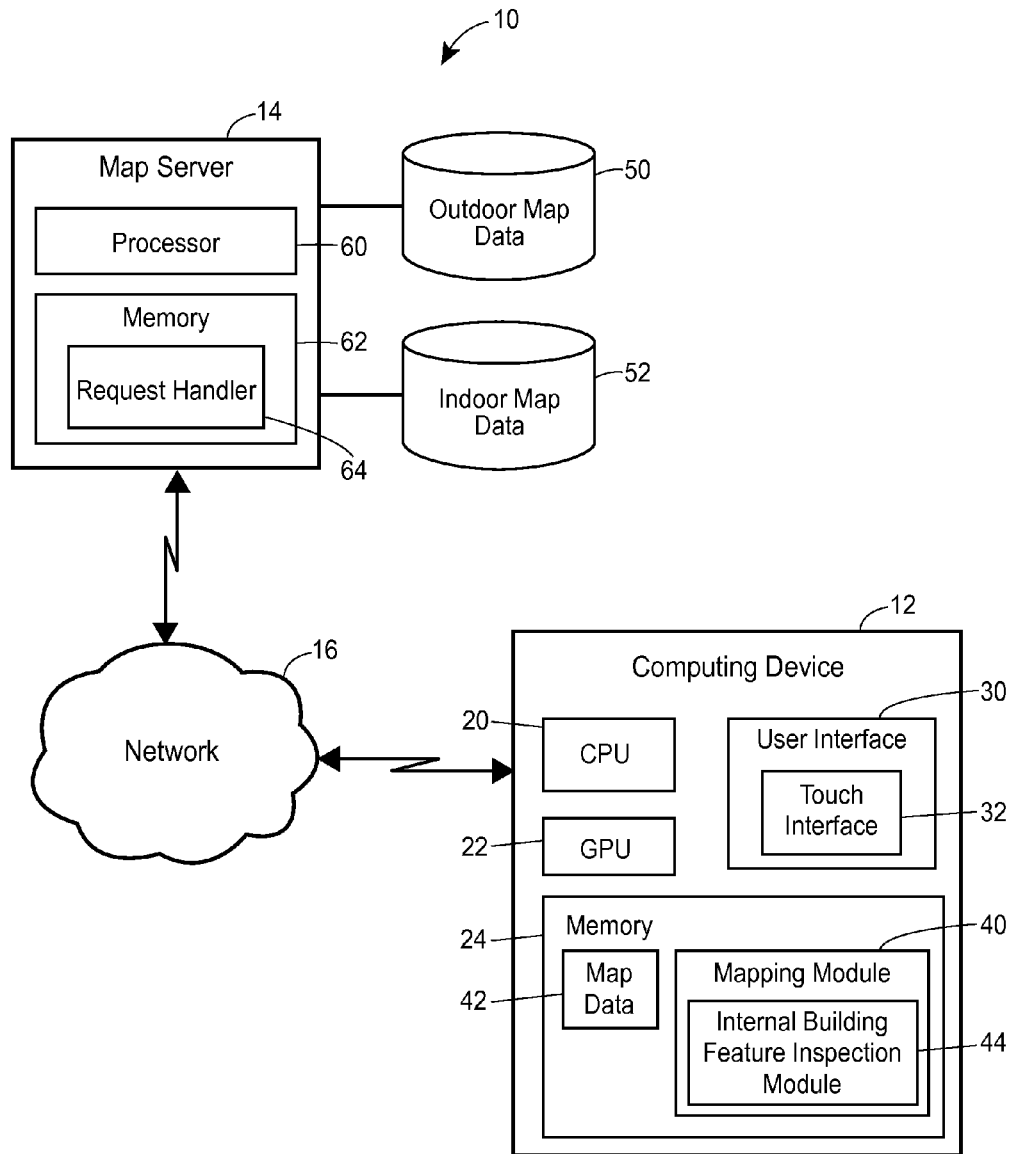 10
14
Map Server
Processor
60
Memory
62
Request Handler
64
Outdoor Map
Data
50
Indoor Map
Data
52
16
Network
12
Computing Device
20
CPU
30
User Interface
Touch
Interface
32
22
GPU
24
Memory
42
Map
Data
40
Mapping Module
Internal Building
Feature Inspection
Module
44